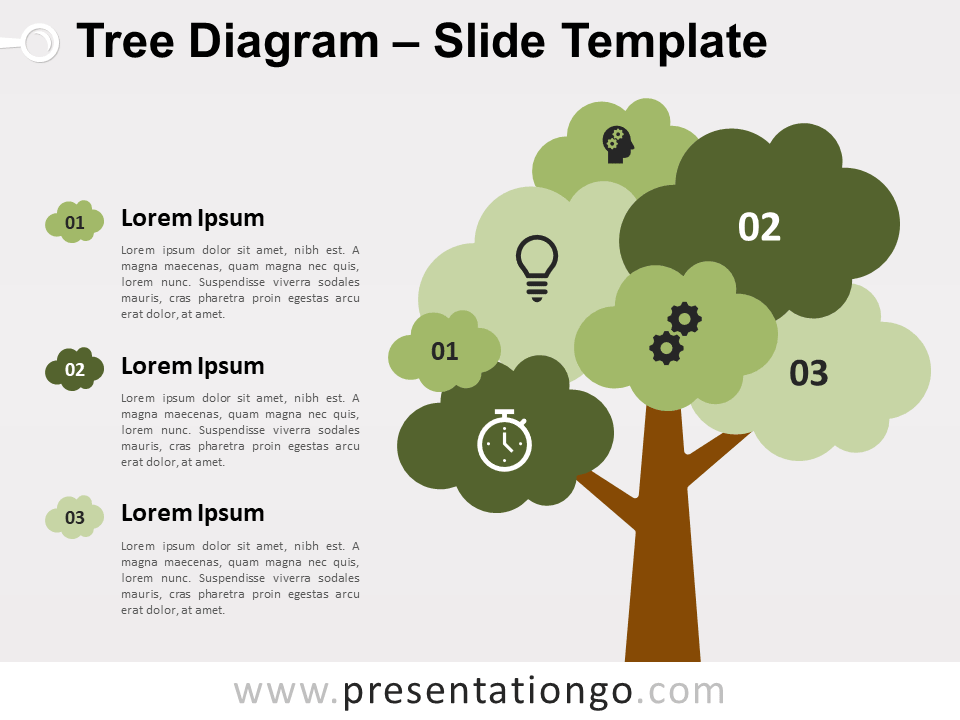 Tree Diagram – Slide Template
01
Lorem Ipsum
Lorem ipsum dolor sit amet, nibh est. A
magna maecenas, quam magna nec quis,
lorem nunc. Suspendisse viverra sodales
mauris, cras pharetra proin egestas arcu
erat dolor, at amet.
02
Lorem Ipsum
Lorem ipsum dolor sit amet, nibh est. A
magna maecenas, quam magna nec quis,
lorem nunc. Suspendisse viverra sodales
mauris, cras pharetra proin egestas arcu
erat dolor, at amet.
03
Lorem Ipsum
Lorem ipsum dolor sit amet, nibh est. A
magna maecenas, quam magna nec quis,
lorem nunc. Suspendisse viverra sodales
mauris, cras pharetra proin egestas arcu
erat dolor, at amet.
02
01
03
www.presentationgo.com